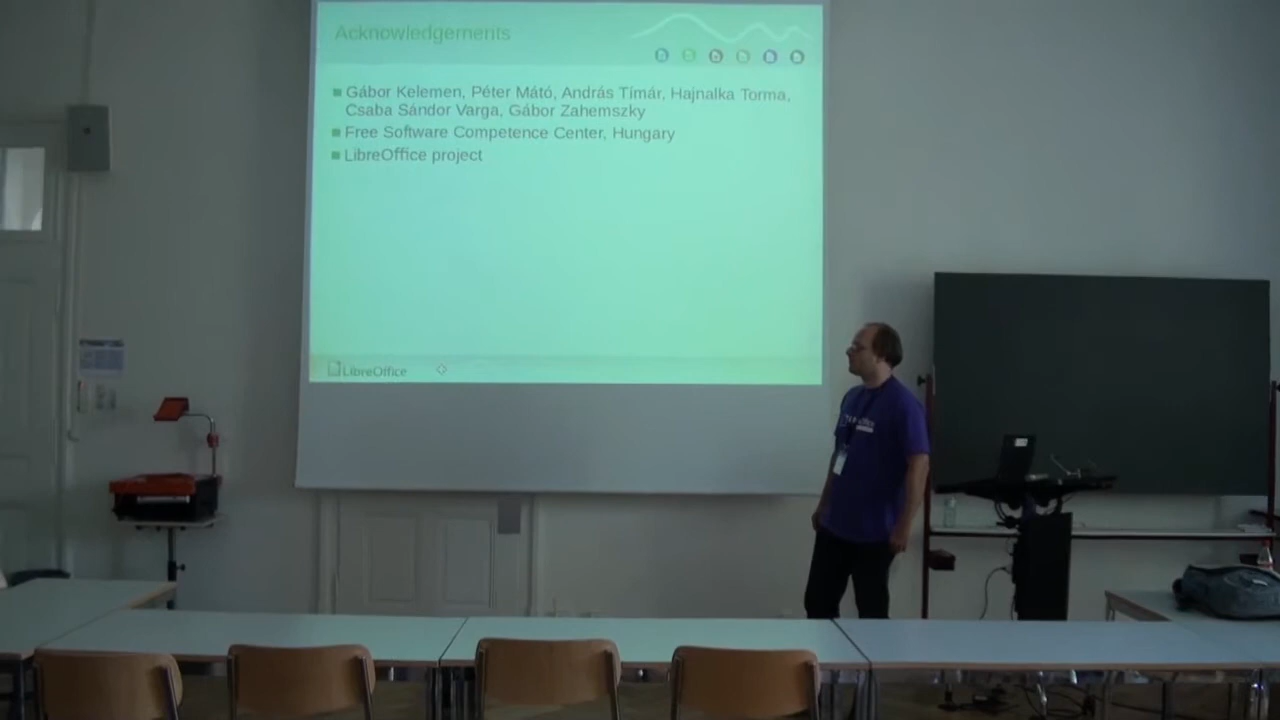 Acknowledgements
Gábor Kelemen, Péter Mátó, András Tímár, Hajnalka Torma,
Csaba Sándor Varga, Gábor Zahemszky
Free Software Competence Center, Hungary
LibreOffice project
LibreOffice